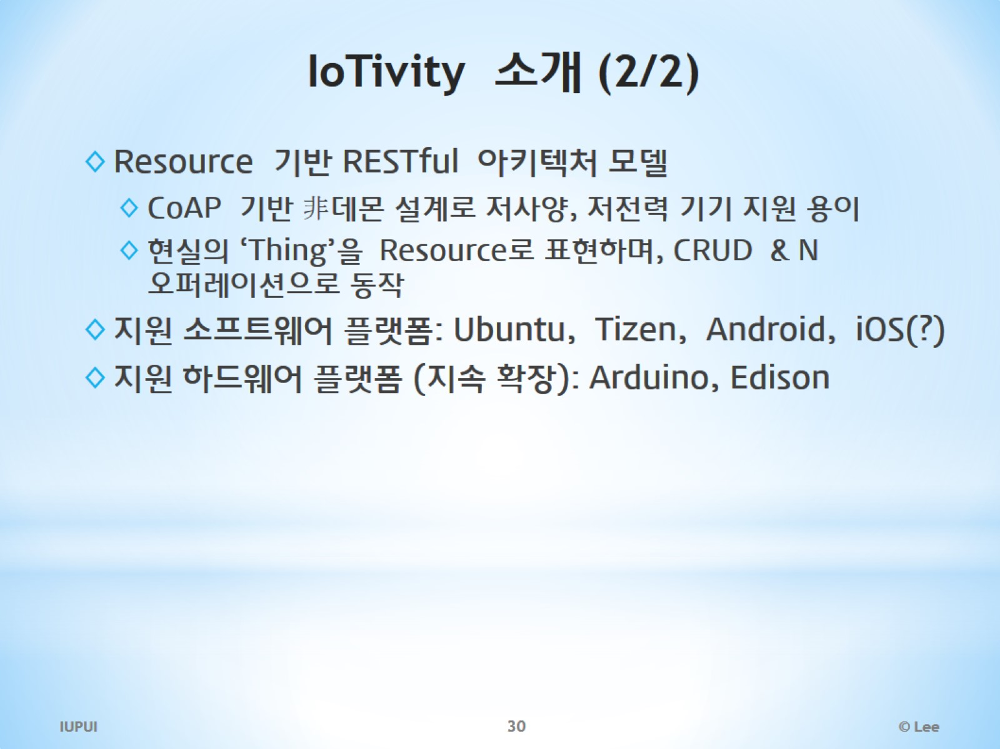 IoTivity 소개 (2/2)
Resource 기반 RESTful 아키텍처 모델
CoAP 기반 非데몬 설계로 저사양, 저전력 기기 지원 용이
현실의 ‘Thing’을 Resource로 표현하며, CRUD & N
오퍼레이션으로 동작
지원 소프트웨어 플랫폼: Ubuntu, Tizen, Android, iOS(?)
지원 하드웨어 플랫폼 (지속 확장): Arduino, Edison
IUPUI
30
© Lee